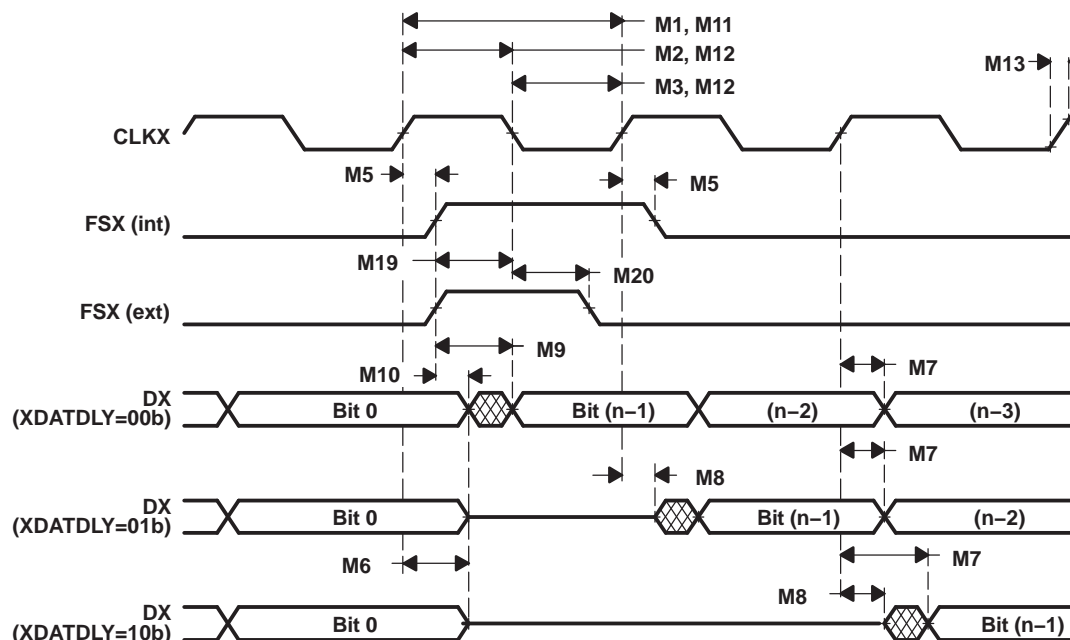 M1, M11
M2, M12
M3, M12
M13
CLKX
M5
M5
FSX (int)
M19
M20
FSX (ext)
M9
M10
M7
DX
(XDATDLY=00b)
Bit 0
Bit (n−1)
(n−2)
(n−3)
M7
M8
DX
(XDATDLY=01b)
Bit 0
Bit (n−1)
(n−2)
M6
M7
M8
DX
(XDATDLY=10b)
Bit 0
Bit (n−1)